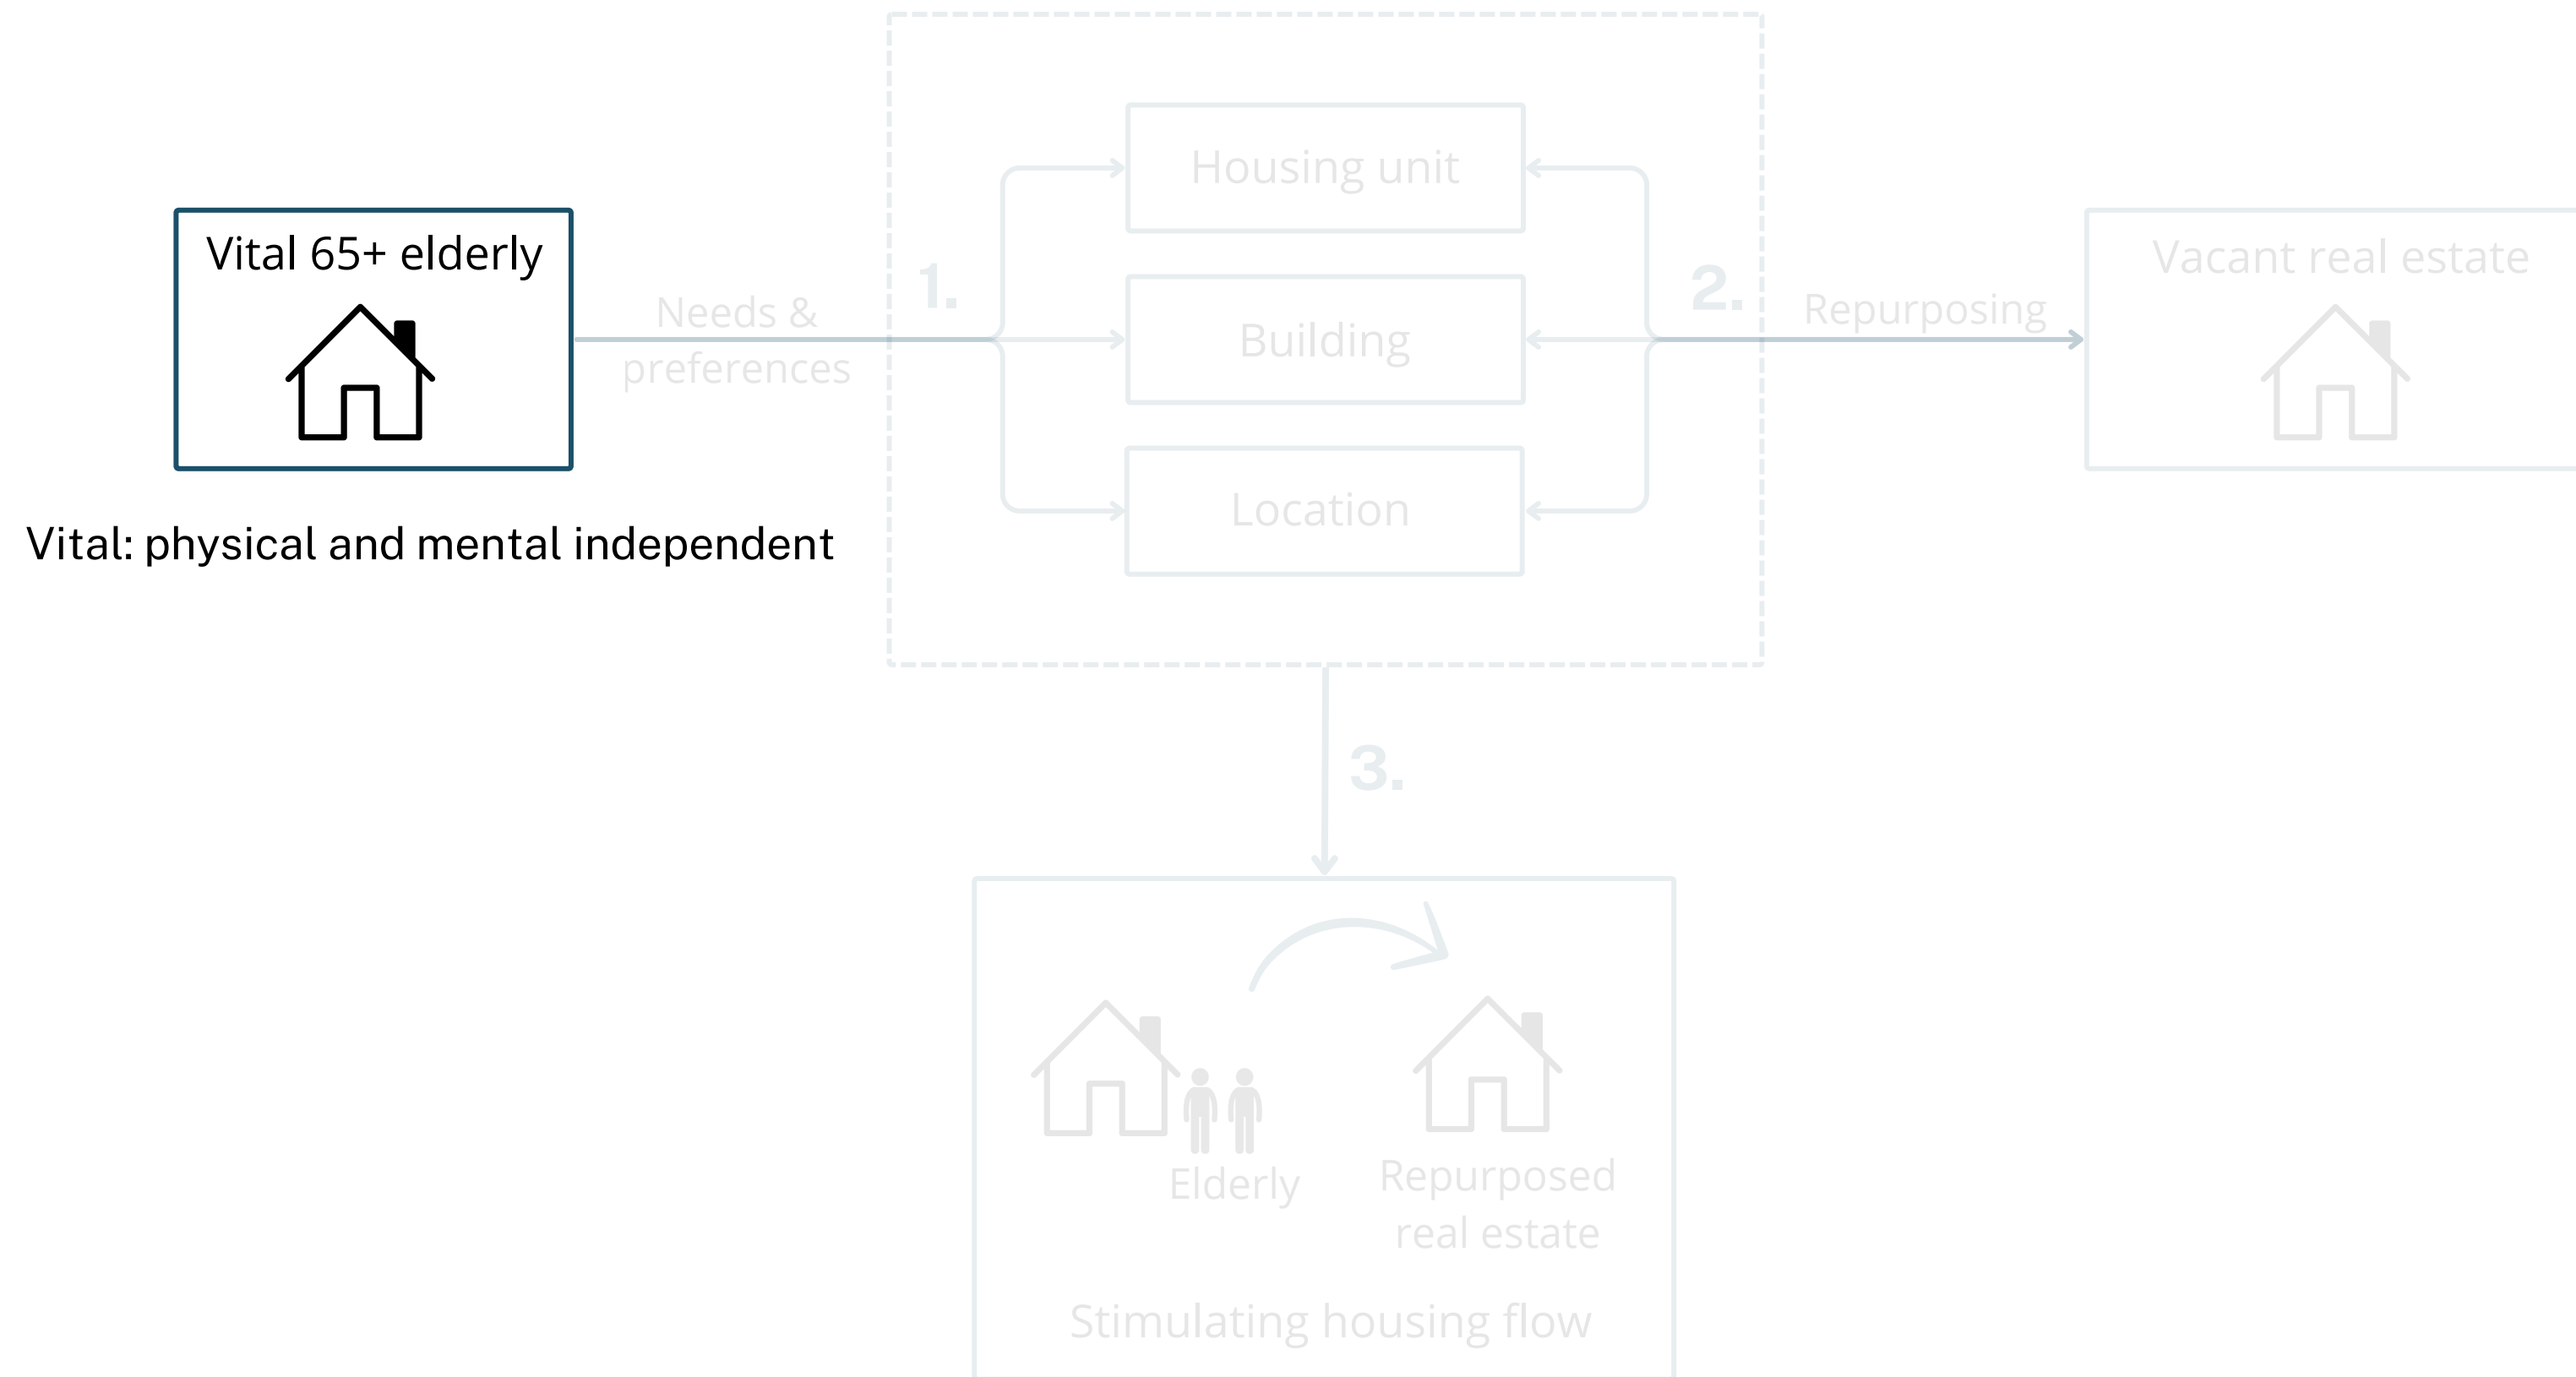 Vital 65+ elderly
Needs &
preferences
Vital: physical and mental independent
1.
Housing unit
Building
Location
2.
Repurposing
Vacant real estate
3.
Elderly
Repurposed
real estate
Stimulating housing flow